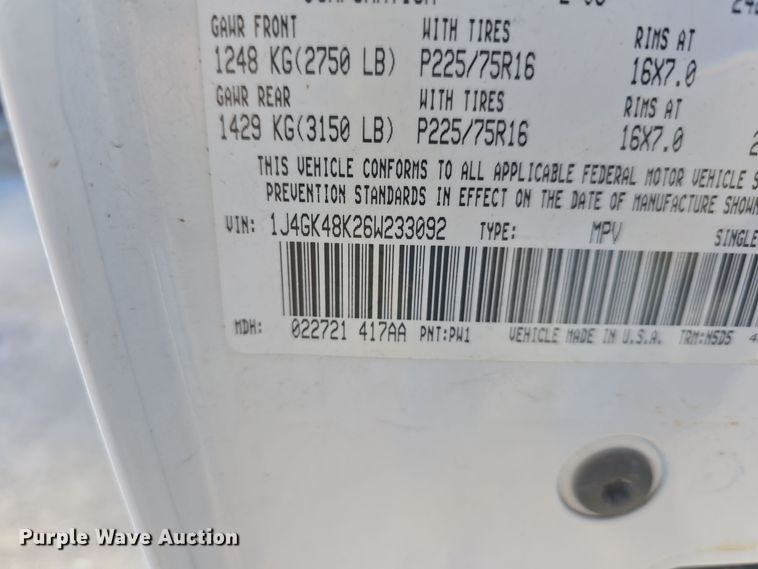 GAWR FRONT WITH TIRES RIMS AT
1248 KG(2750 LB) P225/75R16 16X7.0
GAWR REAR WITH TIRES RIMS AT
1429 KG(3150 LB) P225/75R16 16X7.0
THIS VEHICLE CONFORMS TO ALL APPLICABLE FEDERAL MOTOR VEHICLE
PREVENTION STANDARDS IN EFFECT ON THE DATE OF MANUFACTURE SHOWN
VIN: 1J4GK48K26W233092 TYPE: MPV SINGLE
MDH: 022721 417AA PNT:PW1 VEHICLE MADE IN U.S.A. TRM:N5D5
Purple Wave Auction